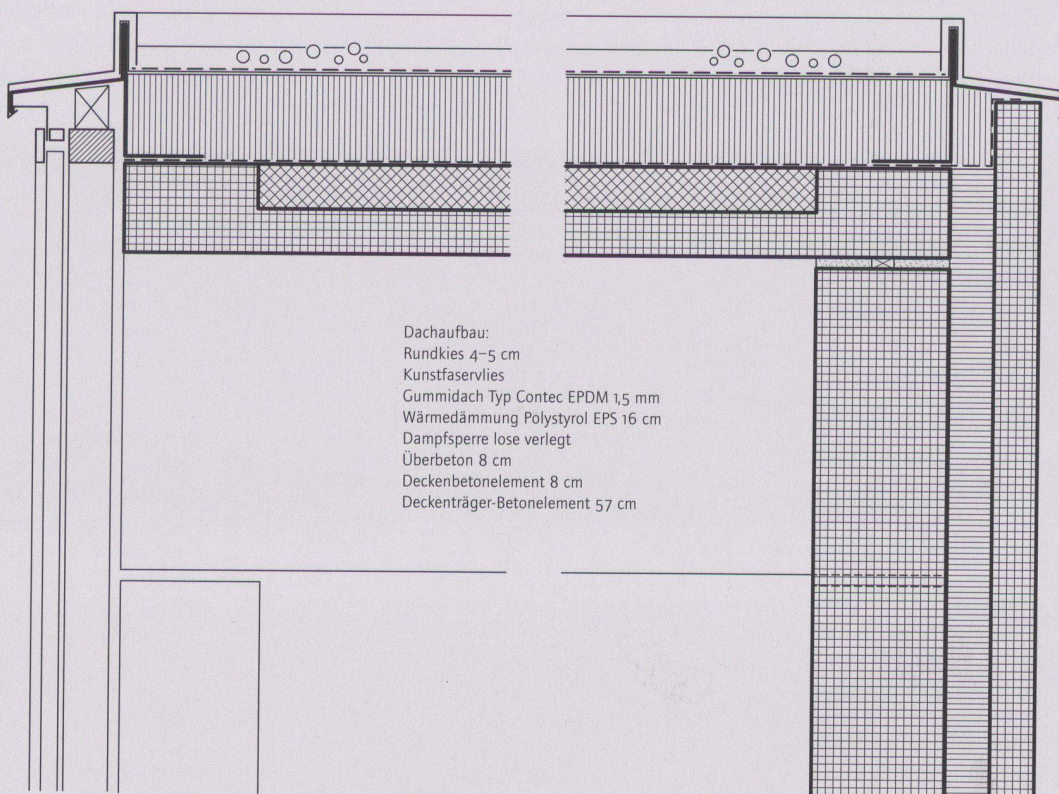 Dachaufbau:
Rundkies 4–5 cm
Kunstfaservlies
Gummidach Typ Contec EPDM 1,5 mm
Wärmedämmung Polystyrol EPS 16 cm
Dampfsperre lose verlegt
Überbeton 8 cm
Deckenbetonelement 8 cm
Deckenträger-Betonelement 57 cm